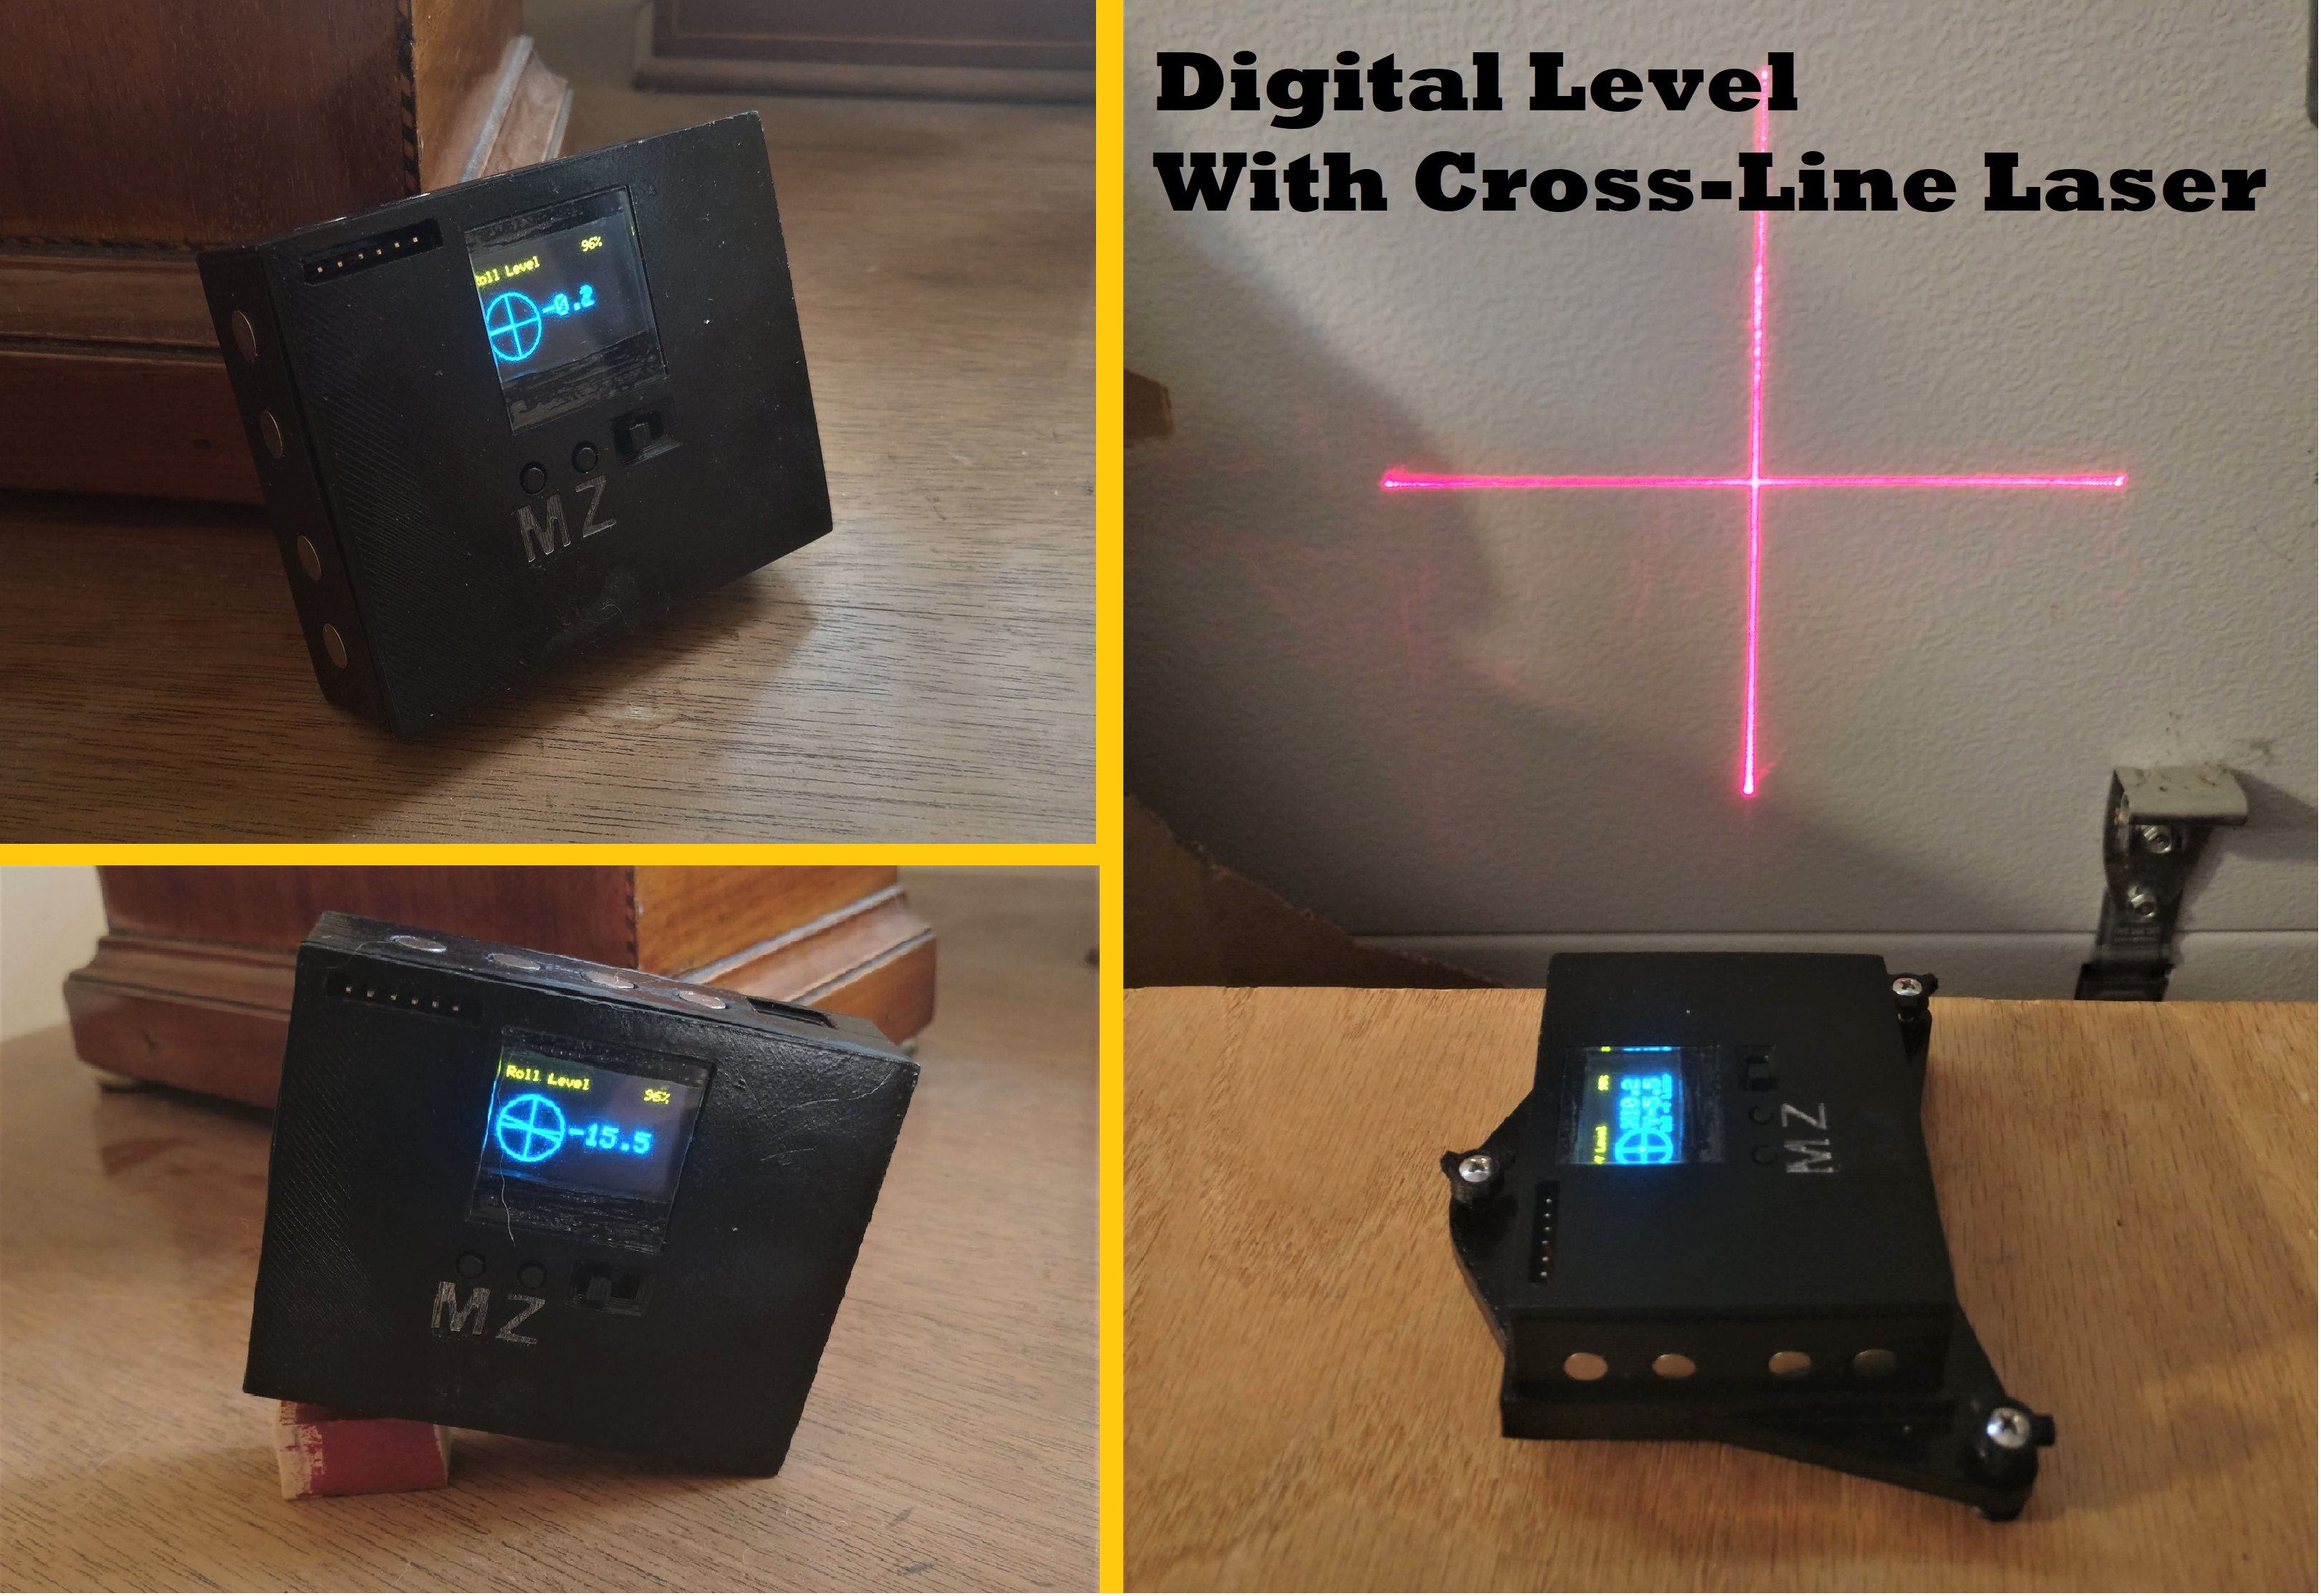 Digital Level
With Cross-Line Laser
Roll Level
96%
-0.2
MZ
Roll Level
96%
-15.5
MZ
Level
MZ